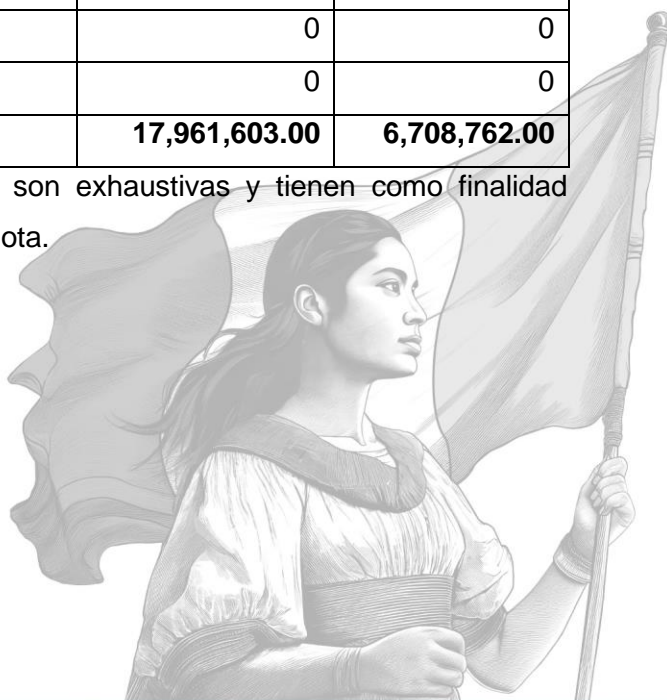 0 0
0 0
17,961,603.00 6,708,762.00
son exhaustivas y tienen como finalidad
ota.